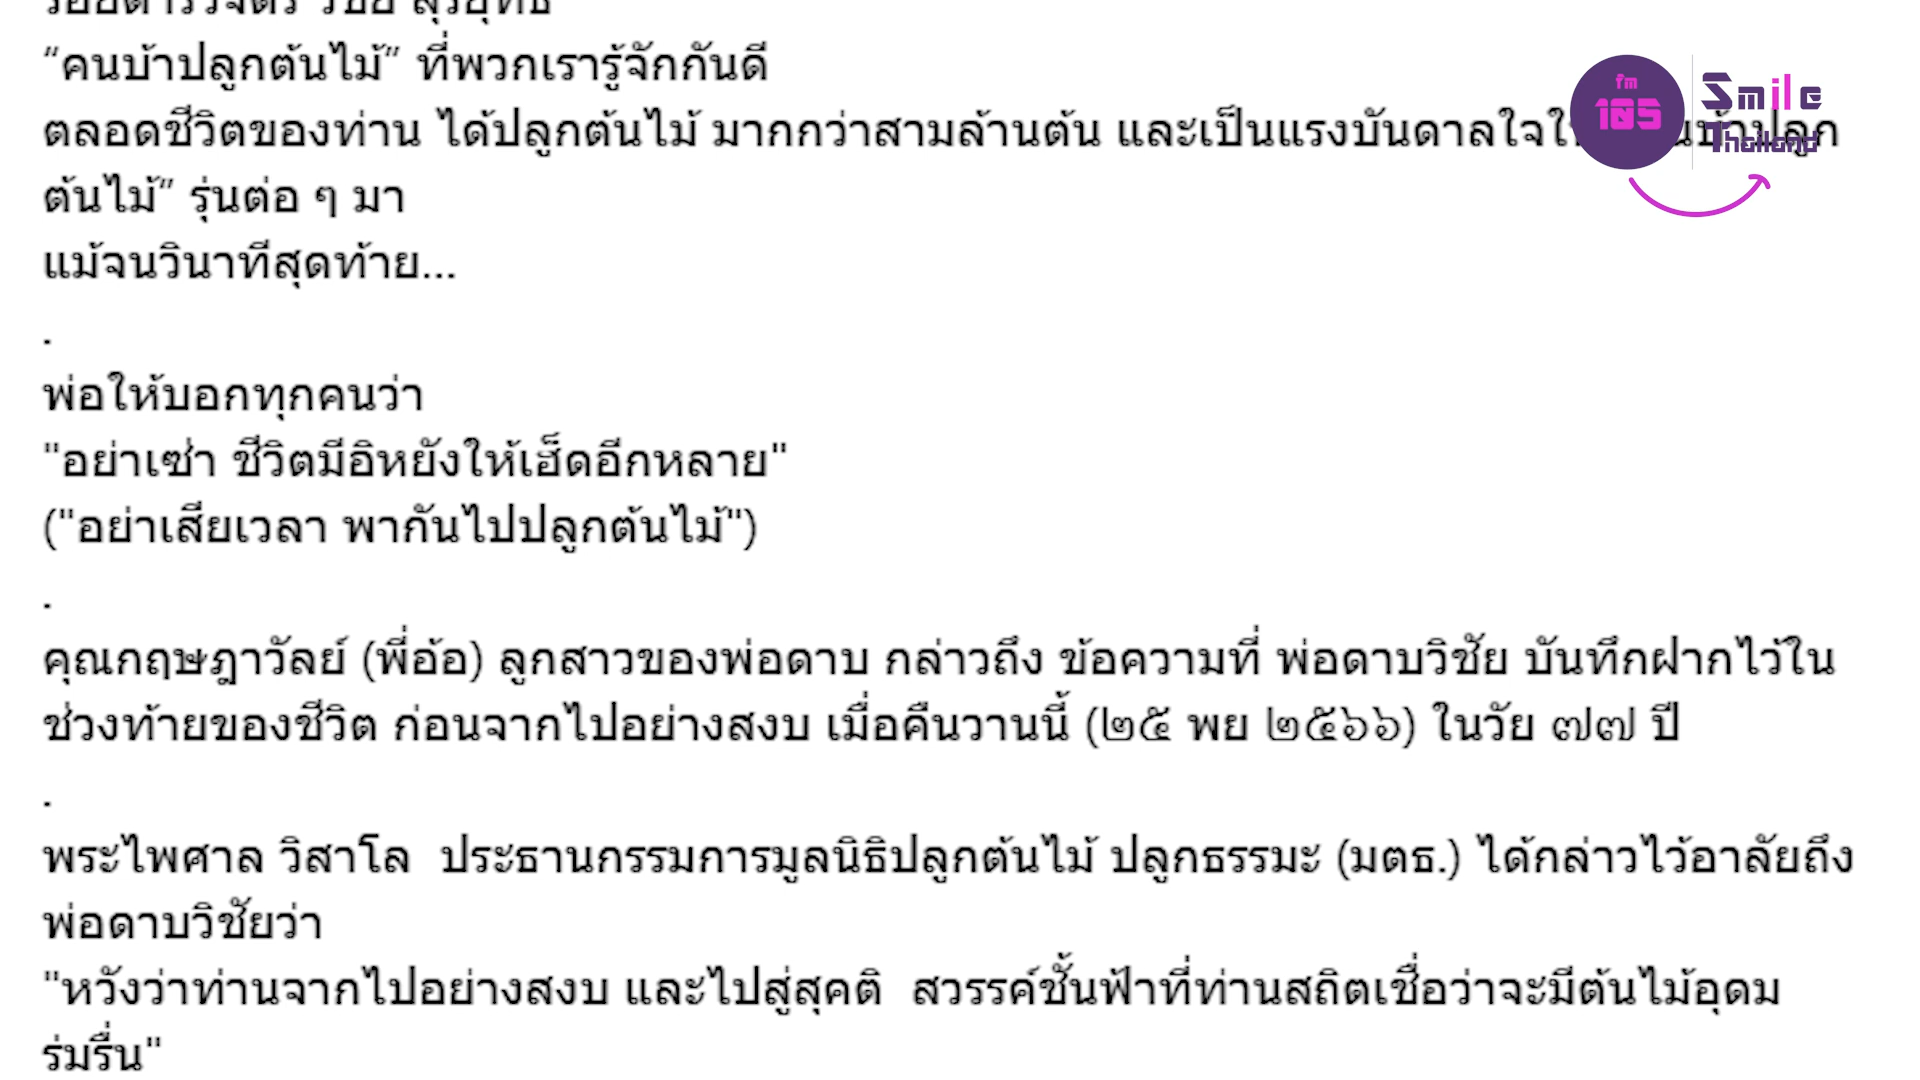 “คนบ้าปลูกต้นไม้” ที่พวกเรารู้จักกันดี
ตลอดชีวิตของท่าน ได้ปลูกต้นไม้ มากกว่าสามล้านต้น และเป็นแรงบันดาลใจ
ต้นไม้” รุ่นต่อ ๆ มา
แม้จนวินาทีสุดท้าย...
.
พ่อให้บอกทุกคนว่า
"อย่าเซ่า ชีวิตมีอิหยังให้เฮ็ดอีกหลาย"
("อย่าเสียเวลา พากันไปปลูกต้นไม้")
.
คุณกฤษฎาวัลย์ (พี่อ้อ) ลูกสาวของพ่อดาบ กล่าวถึง ข้อความที่ พ่อดาบวิชัย บันทึกฝากไว้ใน
ช่วงท้ายของชีวิต ก่อนจากไปอย่างสงบ เมื่อคืนวานนี้ (๒๕ พย ๒๕๖๖) ในวัย ๗๗ ปี
.
พระไพศาล วิสาโล  ประธานกรรมการมูลนิธิปลูกต้นไม้ ปลูกธรรมะ (มตธ.) ได้กล่าวไว้อาลัยถึง
พ่อดาบวิชัยว่า
"หวังว่าท่านจากไปอย่างสงบ และไปสู่สุคติ  สวรรค์ชั้นฟ้าที่ท่านสถิตเชื่อว่าจะมีต้นไม้อุดม
ร่มรื่น"
fm
105
Smile
Thailand